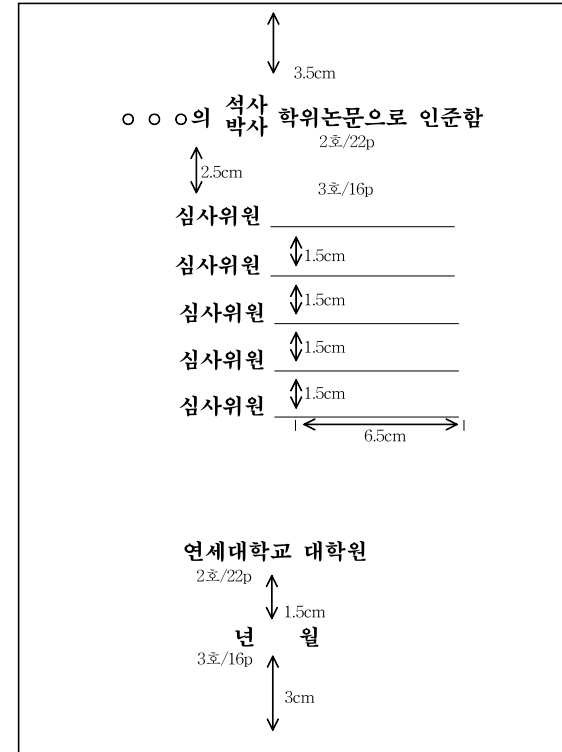 3.5cm
○ ○ ○의 석사 박사 학위논문으로 인준함
2호/22p
2.5cm
3호/16p
심사위원
1.5cm
심사위원
1.5cm
심사위원
1.5cm
심사위원
1.5cm
심사위원
6.5cm
연세대학교 대학원
2호/22p
1.5cm
년 월
3호/16p
3cm